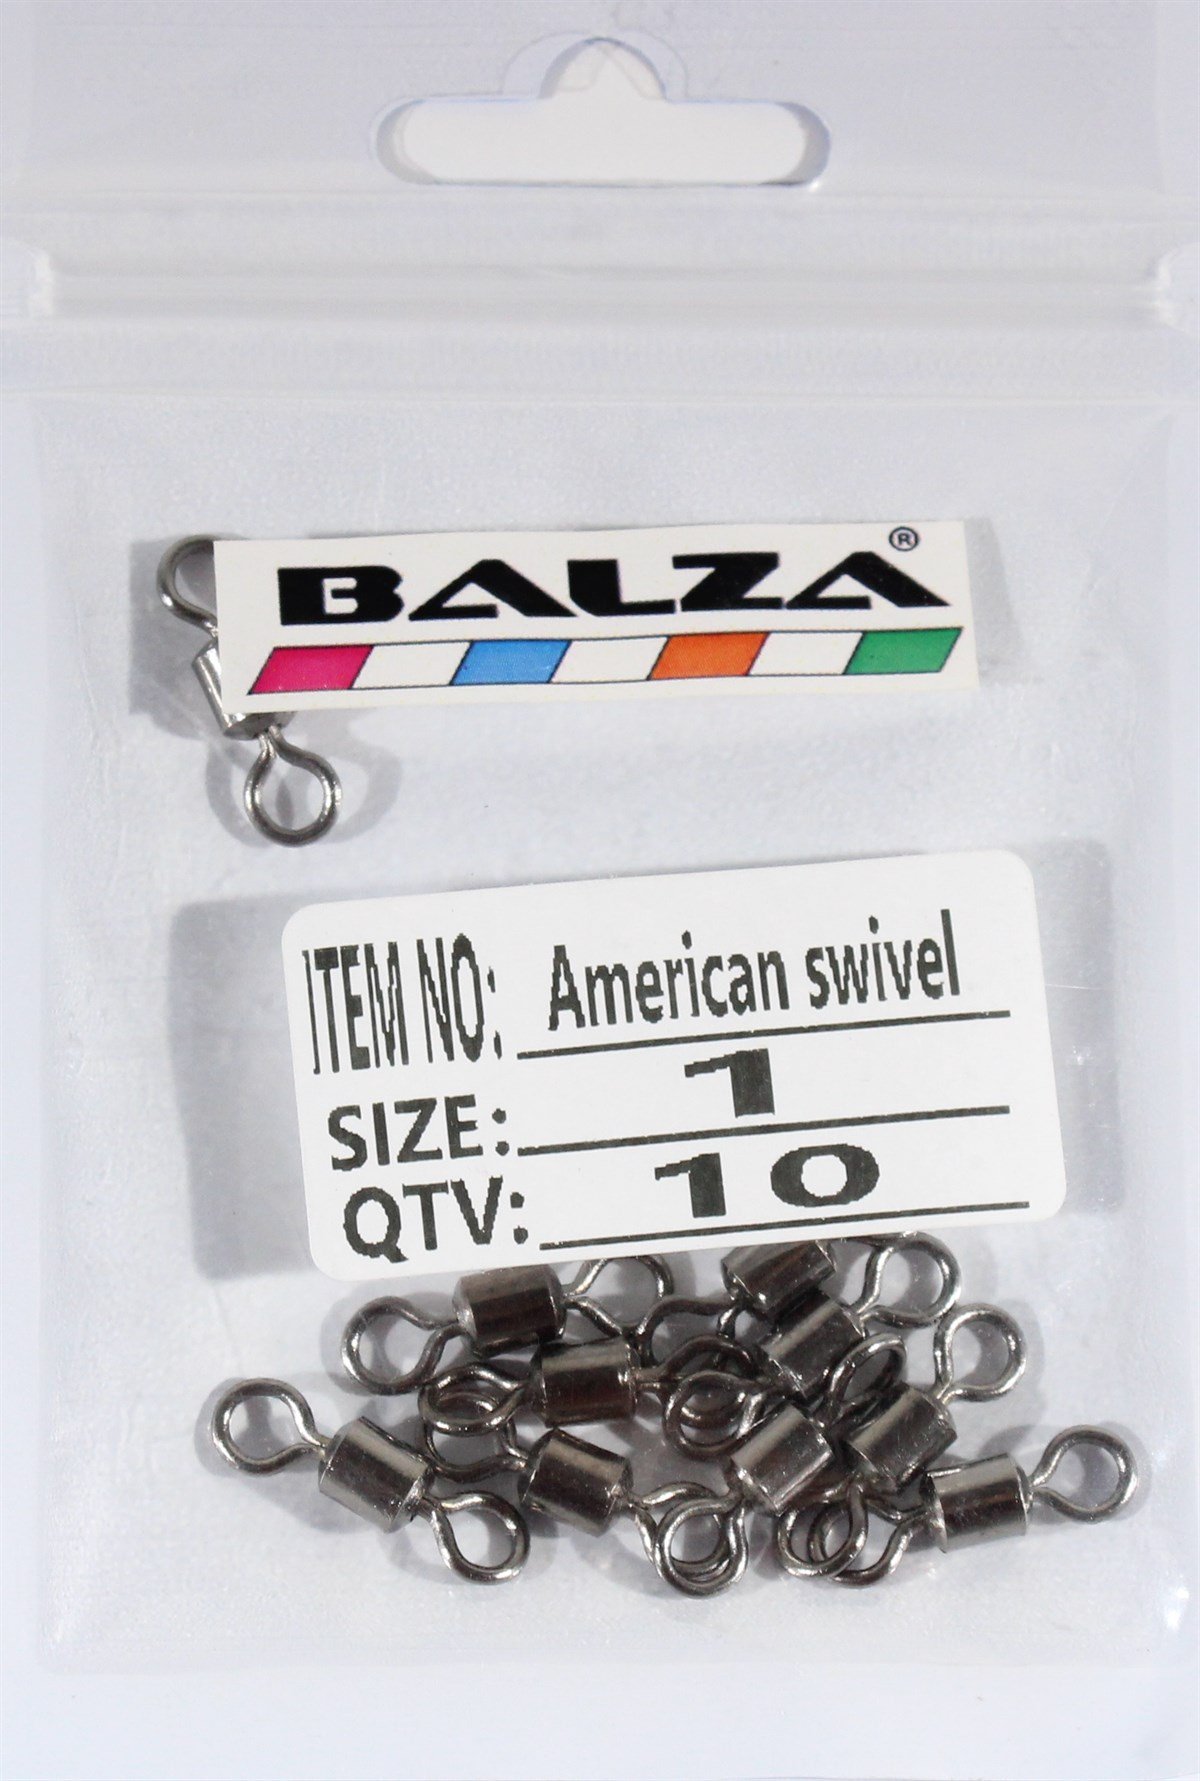 BALZA®
ITEM NO: American swivel
SIZE: 1
QTV: 10